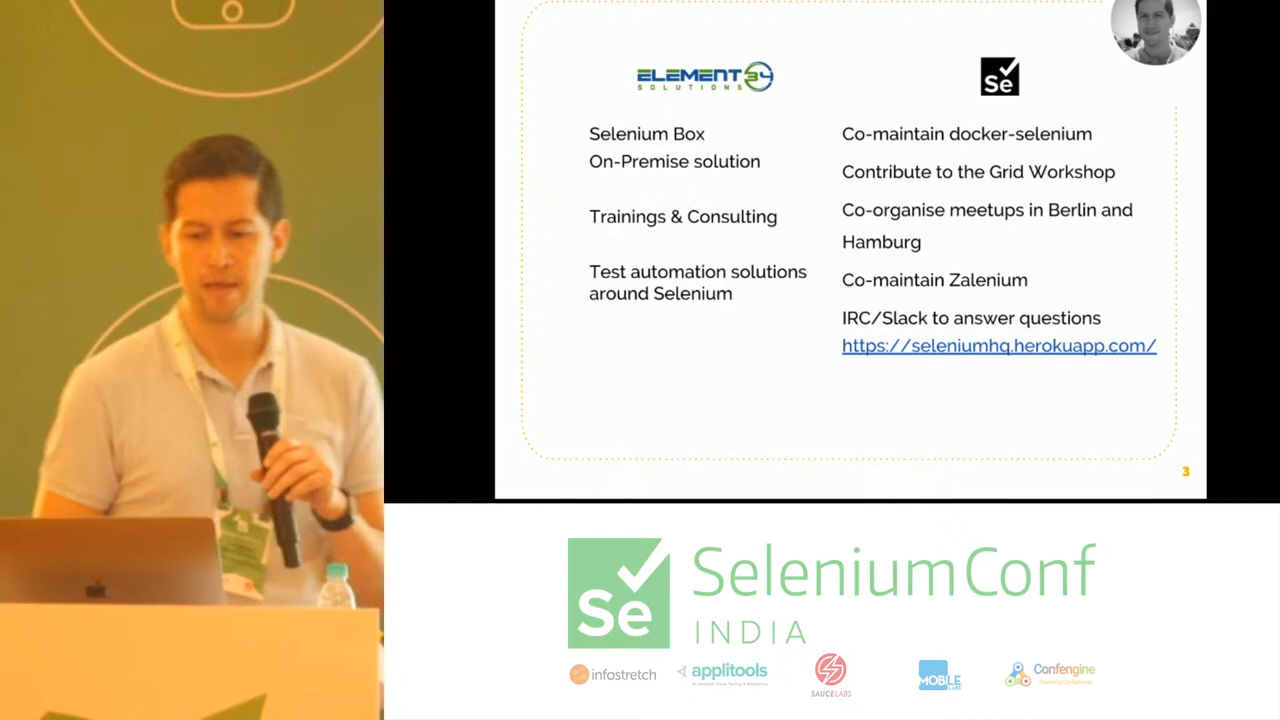 ELEMENT34
SOLUTIONS
Se
Selenium Box
On-Premise solution
Trainings & Consulting
Test automation solutions
around Selenium
Co-maintain docker-selenium
Contribute to the Grid Workshop
Co-organise meetups in Berlin and
Hamburg
Co-maintain Zalenium
IRC/Slack to answer questions
https://seleniumhq.herokuapp.com/
3
Se
SeleniumConf
INDIA
infostretch
applitools
SAUCELABS
MOBILE
LABS
Confengine